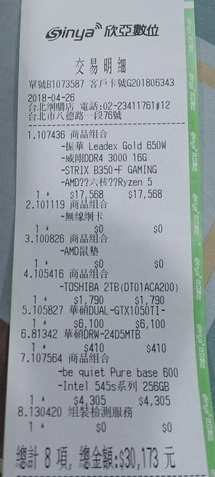 Sinya 欣亞數位
交易明細
單號B1073587 客戶卡號G201806343
2018-04-26
台北網購店 電話:02-23411761#12
台北市八德路一段76號
1.107436 商品組合
-振華 Leadex Gold 650W
-威剛DDR4 3000 16G
-STRIX B350-F GAMING
-AMD??六核??Ryzen 5
1 * $17,568 $17,568
2.101119 商品組合
-無線網卡
1 * $0 $0
3.100826 商品組合
-AMD鼠墊
1 * $0 $0
4.105416 商品組合
-TOSHIBA 2TB(DT01ACA200)
1 * $1,790 $1,790
5.105827 華碩DUAL-GTX1050TI-
1 * $6,100 $6,100
6.81342 華碩DRW-24D5MTB
1 * $410 $410
7.107564 商品組合
-be quiet Pure base 600
-Intel 545s系列 256GB
1 * $4,305 $4,305
8.130420 組裝檢測服務
1 * $0 $0
總計 8 項, 總金額:$30,173 元